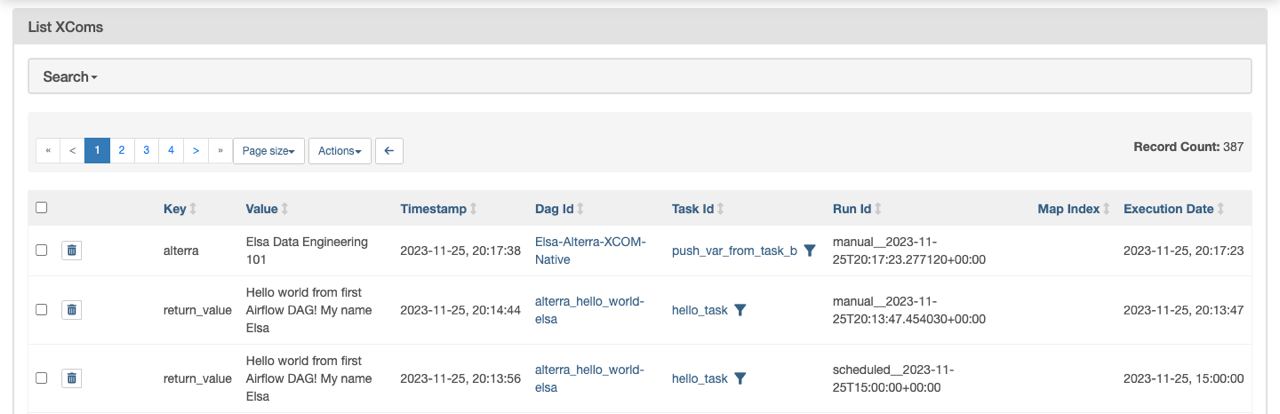 List XComs
Search
« < 1 2 3 4 > » Page size Actions ←
Record Count: 387
Key Value Timestamp Dag Id Task Id Run Id Map Index Execution Date
alterra Elsa Data Engineering 2023-11-25, 20:17:38 Elsa-Alterra-XCOM- push_var_from_task_b manual__2023-11- 2023-11-25, 20:17:23
101 Native 25T20:17:23.277120+00:00
Hello world from first
return_value Airflow DAG! My name 2023-11-25, 20:14:44 alterra_hello_world- hello_task manual__2023-11- 2023-11-25, 20:13:47
Elsa elsa 25T20:13:47.454030+00:00
Hello world from first
return_value Airflow DAG! My name 2023-11-25, 20:13:56 alterra_hello_world- hello_task scheduled__2023-11- 2023-11-25, 15:00:00
Elsa elsa 25T15:00:00+00:00